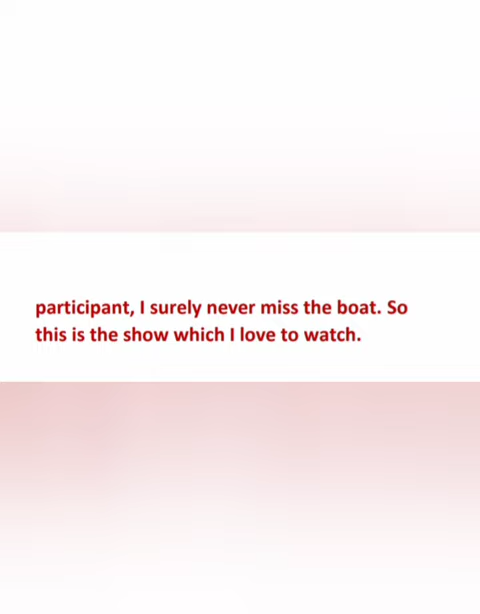 participant, I surely never miss the boat. So
this is the show which I love to watch.